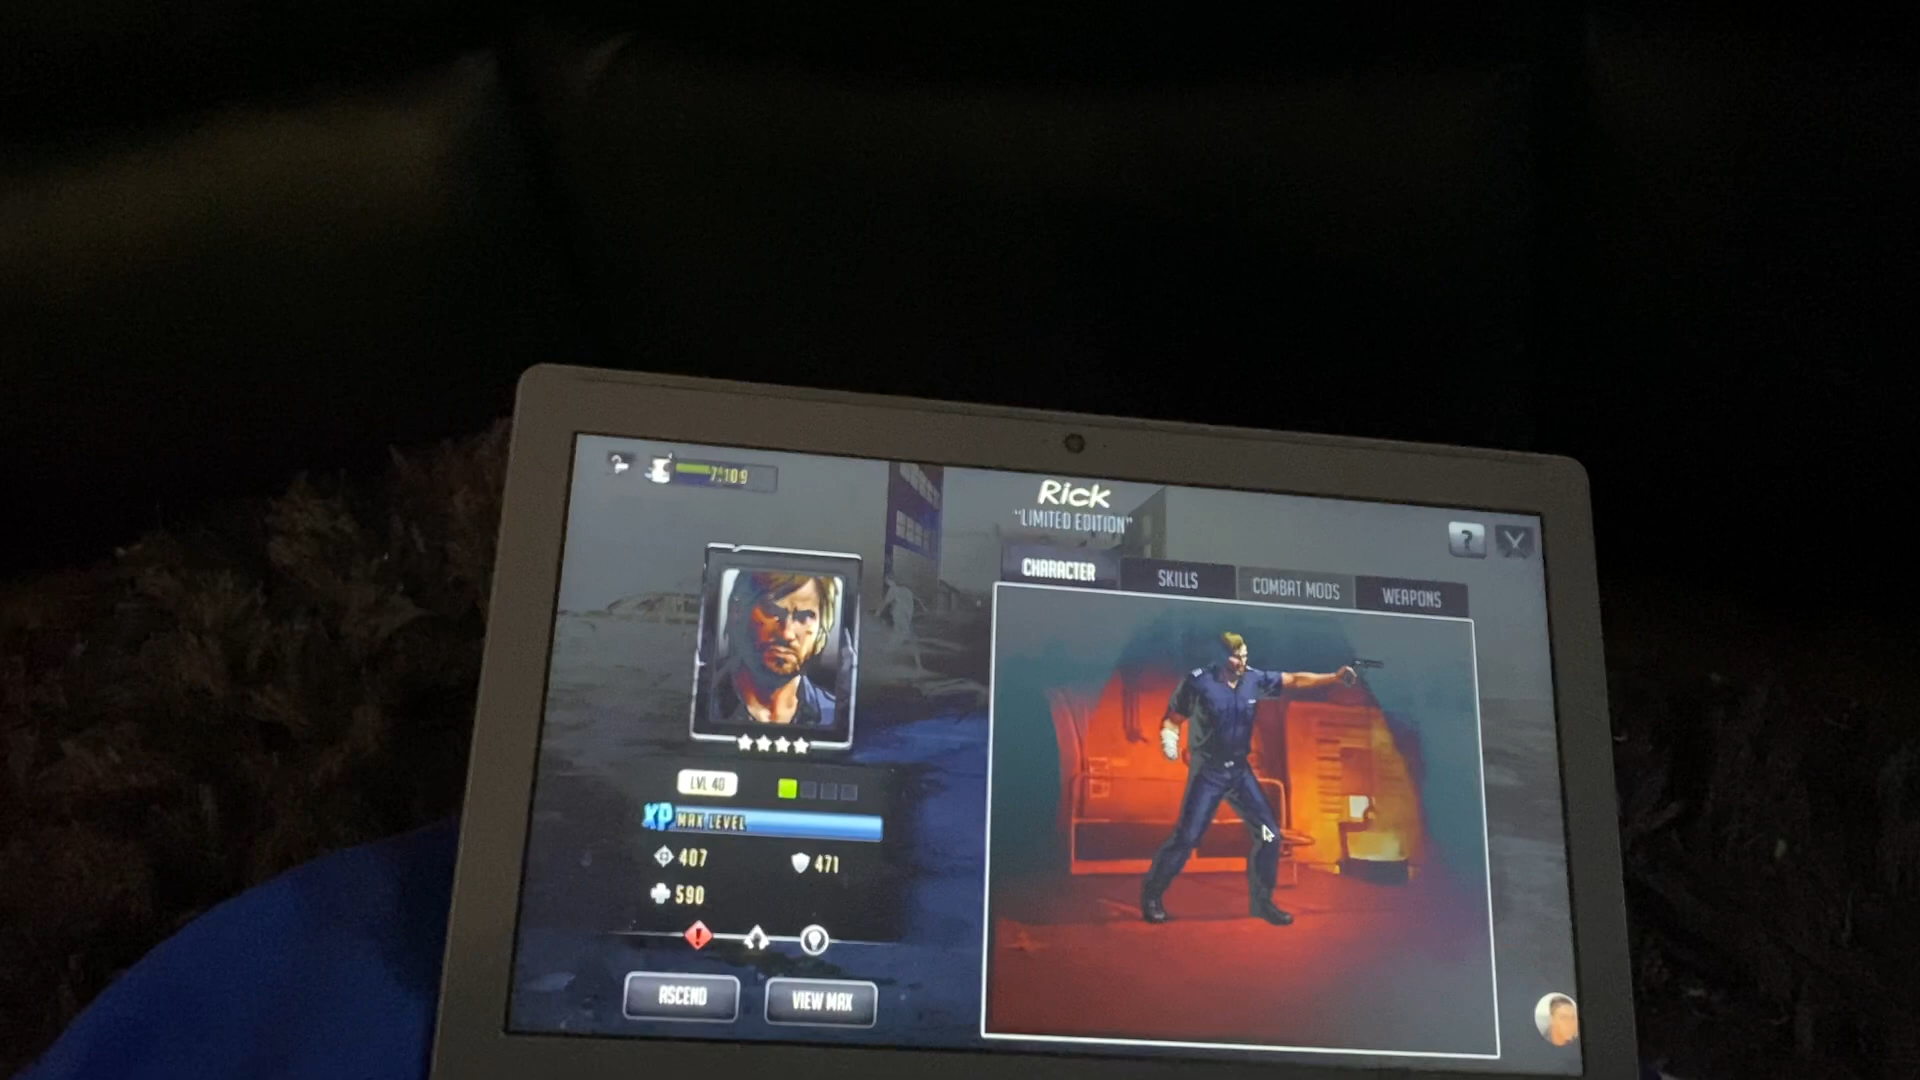 7:109
Rick
"LIMITED EDITION"
?
X
CHARACTER
SKILLS
COMBAT MODS
WEAPONS
LVL 40
XP MAX LEVEL
407
471
590
!
ASCEND
VIEW MAX